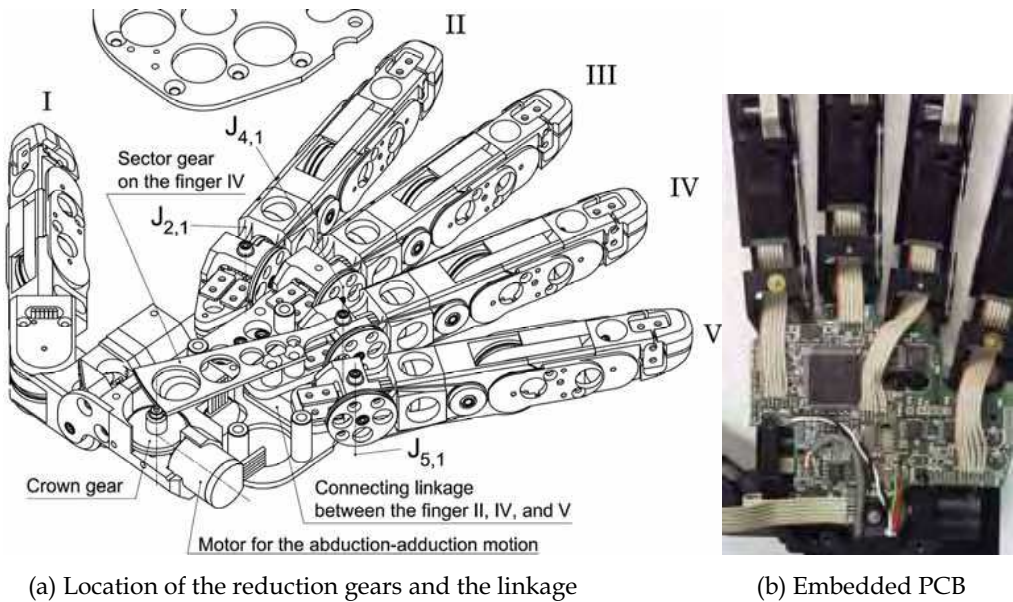 I
II
III
IV
V
J4,1
Sector gear
on the finger IV
J2,1
J5,1
Crown gear
Connecting linkage
between the finger II, IV, and V
Motor for the abduction-adduction motion
(a) Location of the reduction gears and the linkage
(b) Embedded PCB